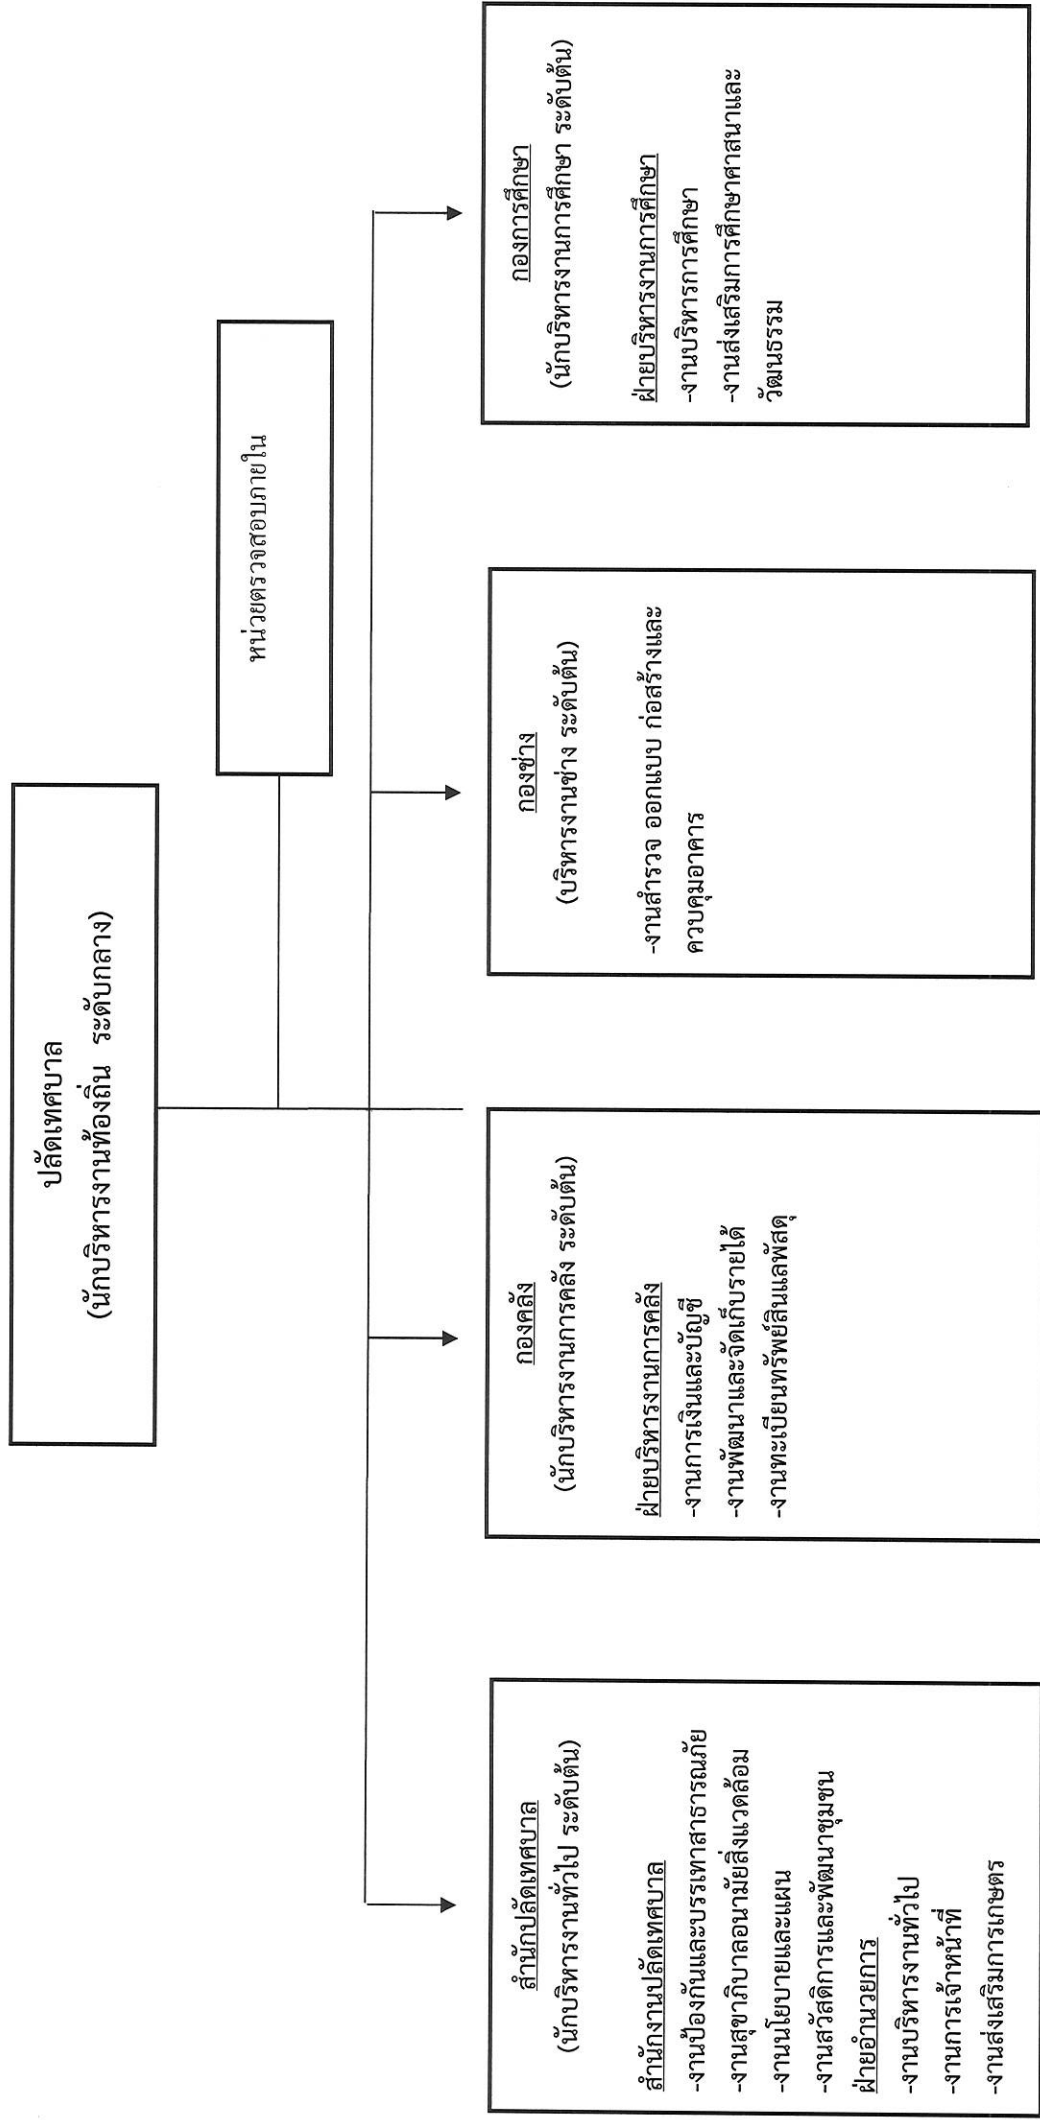 ปลัดเทศบาล
(นักบริหารงานท้องถิ่น ระดับกลาง)
หน่วยตรวจสอบภายใน
สำนักปลัดเทศบาล
(นักบริหารงานทั่วไป ระดับต้น)
สำนักงานปลัดเทศบาล
-งานป้องกันและบรรเทาสาธารณภัย
-งานสุขาภิบาลอนามัยสิ่งแวดล้อม
-งานนโยบายและแผน
-งานสวัสดิการและพัฒนาชุมชน
ฝ่ายอำนวยการ
-งานบริหารงานทั่วไป
-งานการเจ้าหน้าที่
-งานส่งเสริมการเกษตร
กองคลัง
(นักบริหารงานการคลัง ระดับต้น)
ฝ่ายบริหารงานการคลัง
-งานการเงินและบัญชี
-งานพัฒนาและจัดเก็บรายได้
-งานทะเบียนทรัพย์สินแลพัสดุ
กองช่าง
(บริหารงานช่าง ระดับต้น)
-งานสำรวจ ออกแบบ ก่อสร้างและ
ควบคุมอาคาร
กองการศึกษา
(นักบริหารงานการศึกษา ระดับต้น)
ฝ่ายบริหารงานการศึกษา
-งานบริหารการศึกษา
-งานส่งเสริมการศึกษาศาสนาและ
วัฒนธรรม